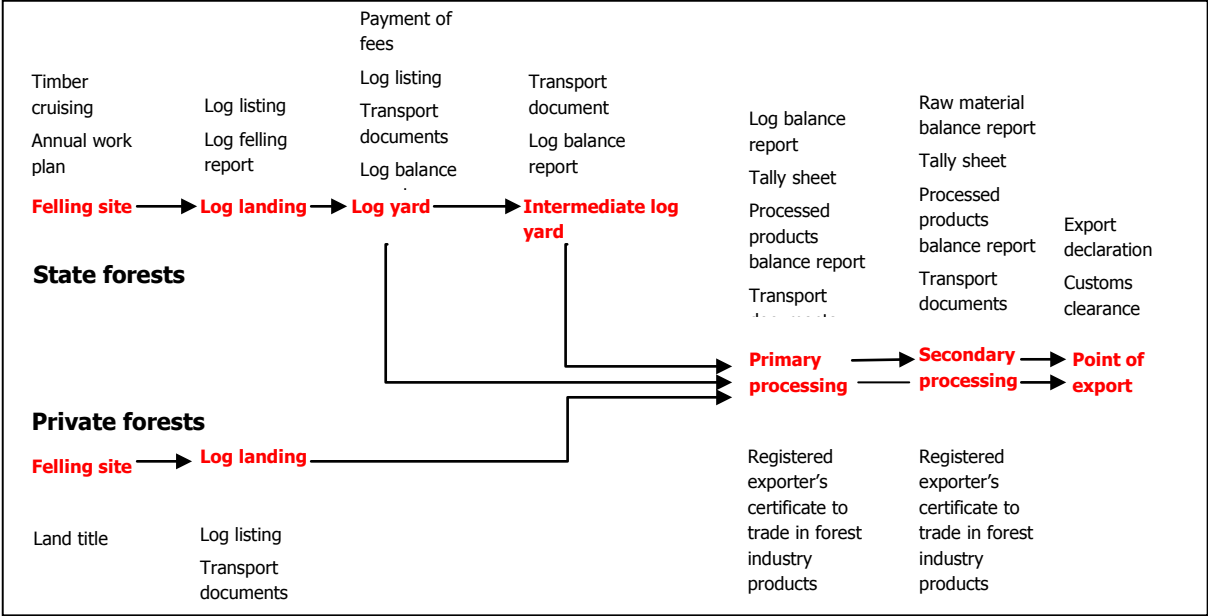 Timber
cruising
Annual work
plan
Log listing
Log felling
report
Payment of
fees
Log listing
Transport
documents
Log balance
Transport
document
Log balance
report
Log balance
report
Tally sheet
Processed
products
balance report
Transport
Raw material
balance report
Tally sheet
Processed
products
balance report
Transport
documents
Export
declaration
Customs
clearance
Felling site
Log landing
Log yard
Intermediate log
yard
State forests
Primary
processing
Secondary
processing
Point of
export
Private forests
Felling site
Log landing
Land title
Log listing
Transport
documents
Registered
exporter’s
certificate to
trade in forest
industry
products
Registered
exporter’s
certificate to
trade in forest
industry
products